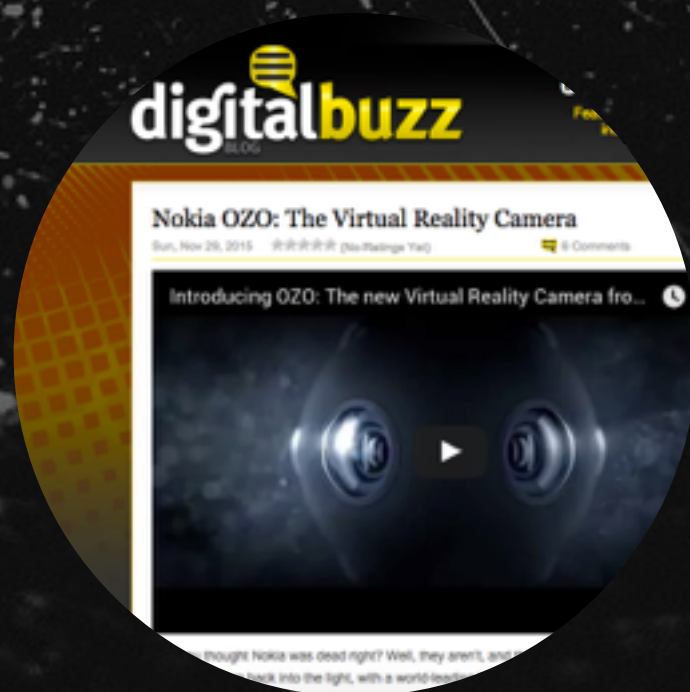 digitalbuzz
BLOG
Nokia OZO: The Virtual Reality Camera
Sun, Nov 29, 2015 (No Ratings Yet) 6 Comments
Introducing OZO: The new Virtual Reality Camera fro...
thought Nokia was dead right? Well, they aren't, and
back into the light, with a world-leading